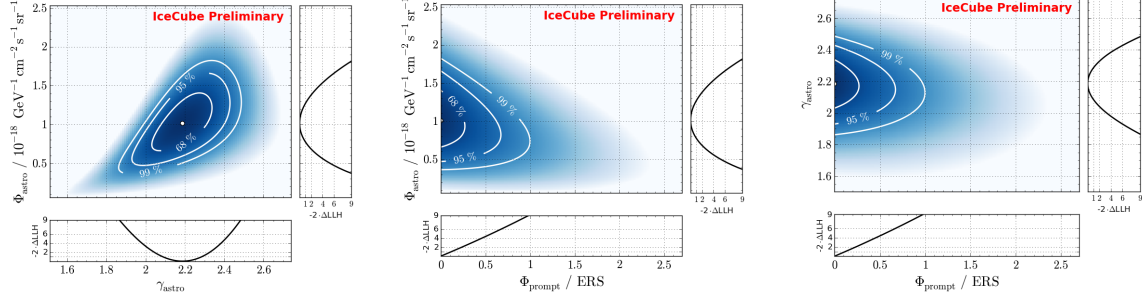 IceCube Preliminary
Φastro / 10−18 GeV−1 cm−2 s−1 sr−1
2.5
2
1.5
1
0.5
95 %
68 %
99 %
1 2 4 6 9
-2·ΔLLH
9
6
4
2
-2·ΔLLH
1.6 1.8 2 2.2 2.4 2.6
γastro
IceCube Preliminary
Φastro / 10−18 GeV−1 cm−2 s−1 sr−1
2.5
2
1.5
1
0.5
68 %
99 %
95 %
1 2 4 6 9
-2·ΔLLH
9
6
4
2
-2·ΔLLH
0 0.5 1 1.5 2 2.5
Φprompt / ERS
IceCube Preliminary
γastro
2.6
2.4
2.2
2.0
1.8
1.6
99 %
95 %
1 2 4 6 9
-2·ΔLLH
9
6
4
2
-2·ΔLLH
0 0.5 1 1.5 2 2.5
Φprompt / ERS